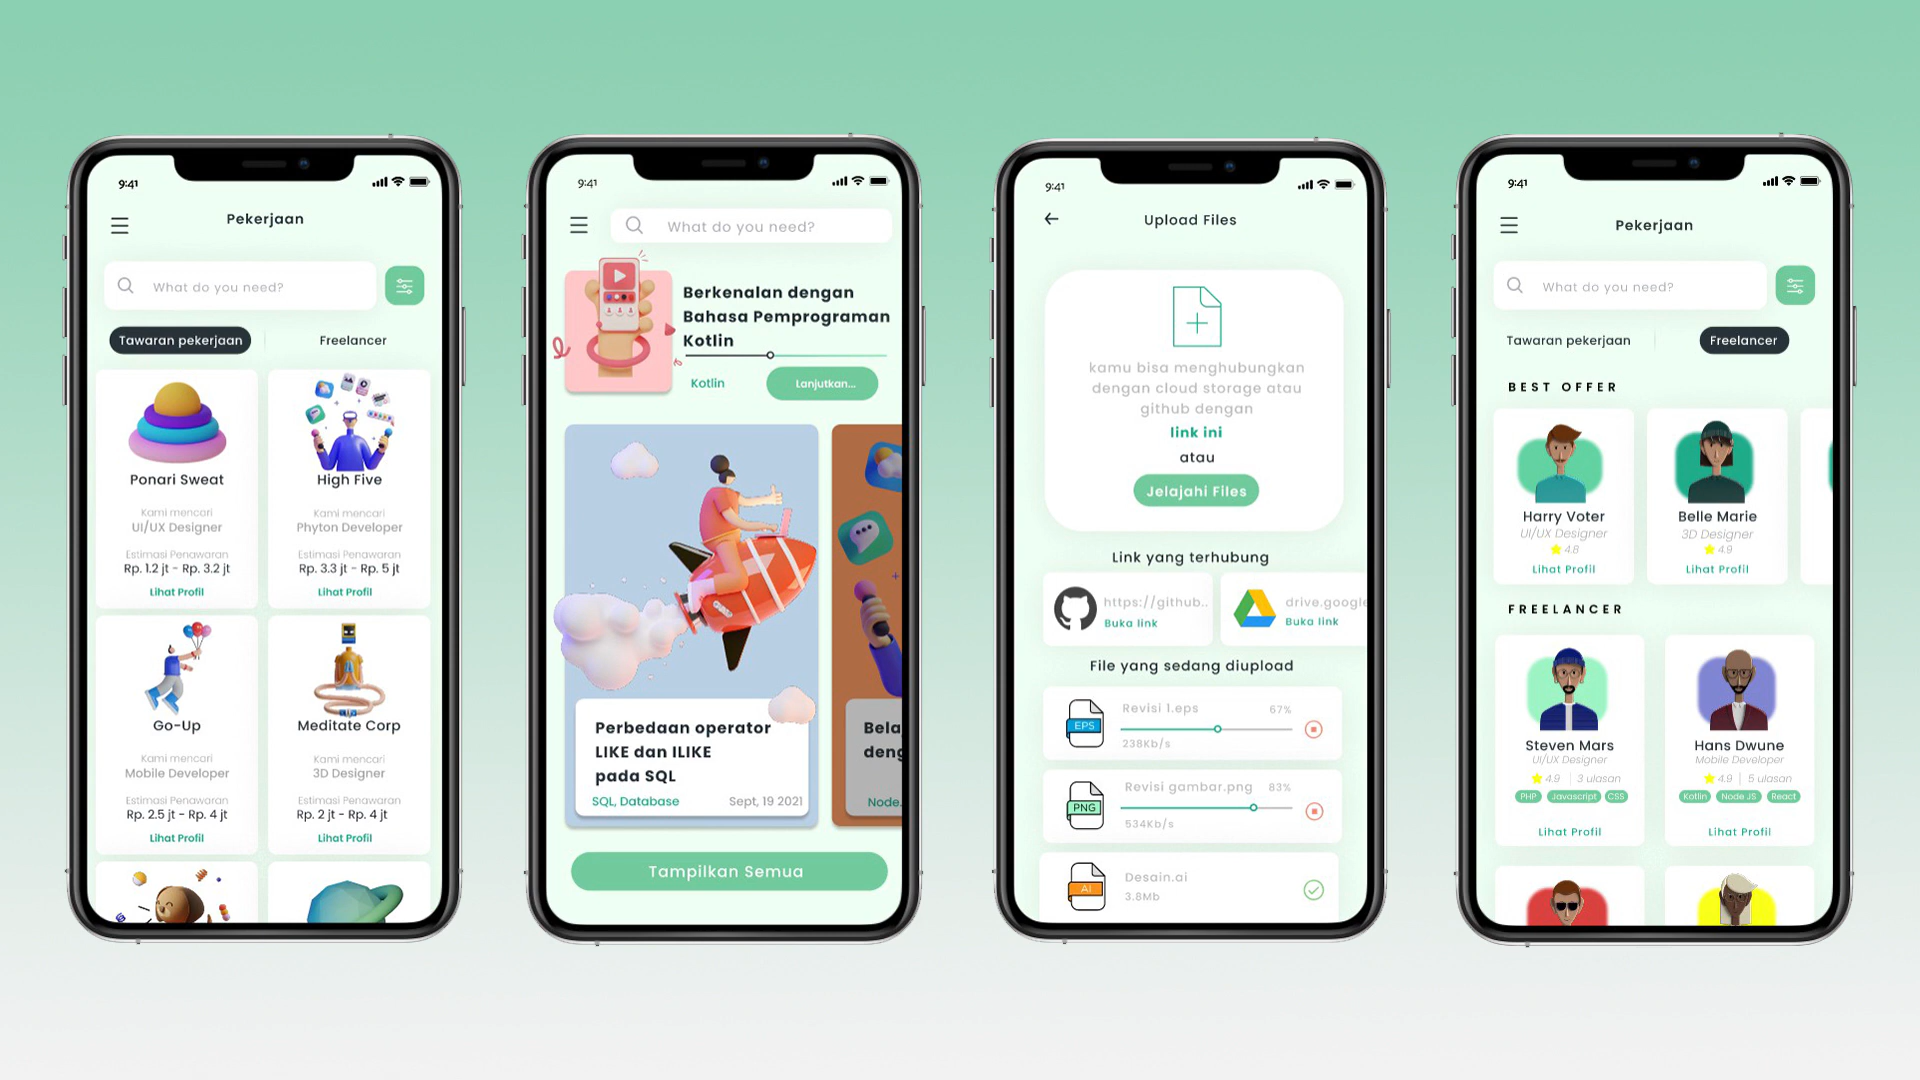 9:41
Pekerjaan
What do you need?
Tawaran pekerjaan
Freelancer
Ponari Sweat
Kami mencari
UI/UX Designer
Estimasi Penawaran
Rp. 1.2 jt - Rp. 3.2 jt
Lihat Profil
High Five
Kami mencari
Phyton Developer
Estimasi Penawaran
Rp. 3.3 jt - Rp. 5 jt
Lihat Profil
Go-Up
Kami mencari
Mobile Developer
Estimasi Penawaran
Rp. 2.5 jt - Rp. 4 jt
Lihat Profil
Meditate Corp
Kami mencari
3D Designer
Estimasi Penawaran
Rp. 2 jt - Rp. 4 jt
Lihat Profil
9:41
What do you need?
Berkenalan dengan
Bahasa Pemprograman
Kotlin
Kotlin
Lanjutkan...
Perbedaan operator
LIKE dan ILIKE
pada SQL
SQL, Database
Sept, 19 2021
Bela
deng
Node.
Tampilkan Semua
9:41
Upload Files
kamu bisa menghubungkan
dengan cloud storage atau
github dengan
link ini
atau
Jelajahi Files
Link yang terhubung
https://github..
Buka link
drive.google
Buka link
File yang sedang diupload
EPS
Revisi 1.eps
67%
238Kb/s
PNG
Revisi gambar.png
83%
534Kb/s
AI
Desain.ai
3.8Mb
9:41
Pekerjaan
What do you need?
Tawaran pekerjaan
Freelancer
BEST OFFER
Harry Voter
UI/UX Designer
4.8
Lihat Profil
Belle Marie
3D Designer
4.9
Lihat Profil
FREELANCER
Steven Mars
UI/UX Designer
4.9
3 ulasan
PHP
Javascript
CSS
Lihat Profil
Hans Dwune
Mobile Developer
4.9
5 ulasan
Kotlin
Node JS
React
Lihat Profil